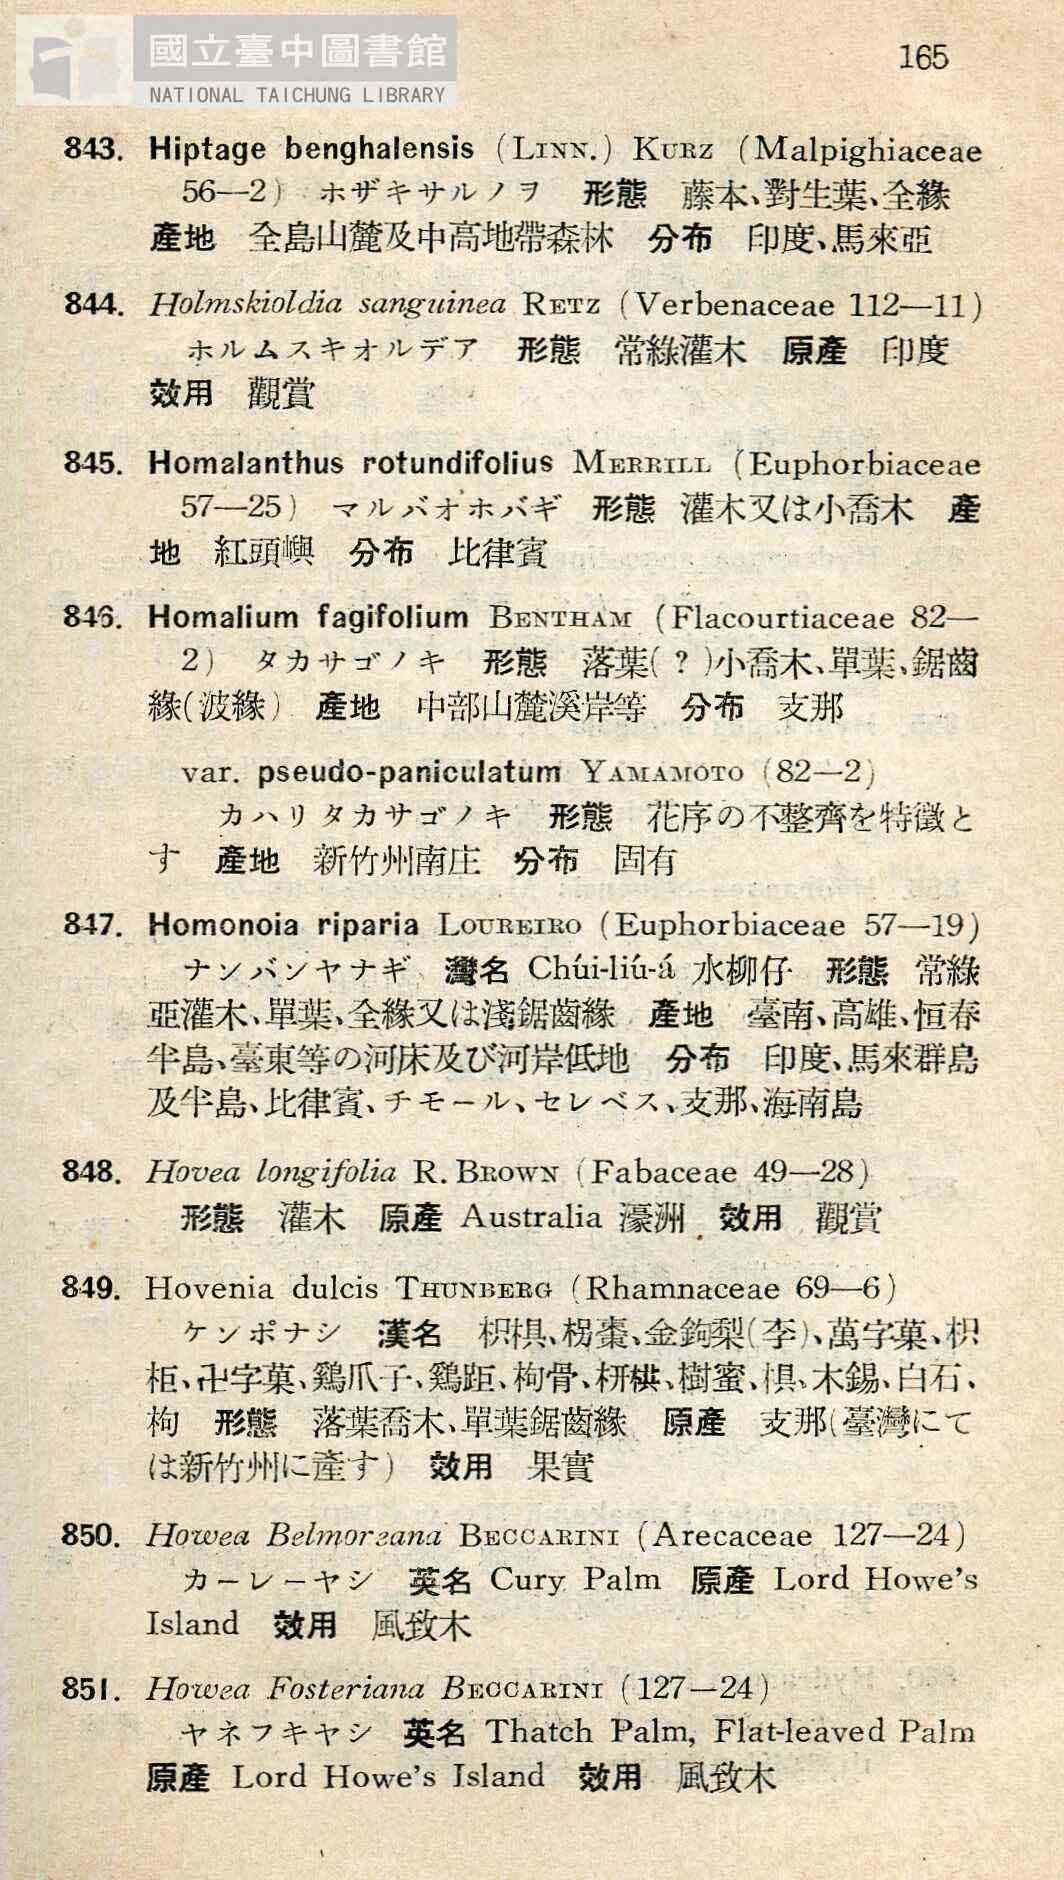 國立臺中圖書館
NATIONAL TAICHUNG LIBRARY
165
843. Hiptage benghalensis (LINN.) KURZ (Malpighiaceae
56—2) ホザキサルノヲ 形態 藤本、對生葉、全緣
產地 全島山麓及中高地帶森林 分布 印度、馬來亞
844. Holmskioldia sanguinea RETZ (Verbenaceae 112—11)
ホルムスキオルデア 形態 常綠灌木 原產 印度
效用 觀賞
845. Homalanthus rotundifolius MERRILL (Euphorbiaceae
57—25) マルバオホバギ 形態 灌木又は小喬木 產
地 紅頭嶼 分布 比律賓
846. Homalium fagifolium BENTHAM (Flacourtiaceae 82—
2) タカサゴノキ 形態 落葉(?)小喬木、單葉、鋸齒
緣(波緣) 產地 中部山麓溪岸等 分布 支那
var. pseudo-paniculatum YAMAMOTO (82—2)
カハリタカサゴノキ 形態 花序の不整齊を特徵と
す 產地 新竹州南庄 分布 固有
847. Homonoia riparia LOUREIRO (Euphorbiaceae 57—19)
ナンバンヤナギ 灣名 Chúi-liú-á 水柳仔 形態 常綠
亞灌木、單葉、全緣又は淺鋸齒緣 產地 臺南、高雄、恒春
半島、臺東等の河床及び河岸低地 分布 印度、馬來群島
及半島、比律賓、チモール、セレベス、支那、海南島
848. Hovea longifolia R. BROWN (Fabaceae 49—28)
形態 灌木 原產 Australia 濠洲 效用 觀賞
849. Hovenia dulcis THUNBERG (Rhamnaceae 69—6)
ケンポナシ 漢名 枳椇、枴棗、金鉤梨(李)、萬字菓、枳
柜、卍字菓、鷄爪子、鷄距、枸骨、枅栱、樹蜜、椇、木錫、白石、
枸 形態 落葉喬木、單葉鋸齒緣 原產 支那(臺灣にて
は新竹州に產す) 效用 果實
850. Howea Belmoreana BECCARINI (Arecaceae 127—24)
カーレーヤシ 英名 Cury Palm 原產 Lord Howe's
Island 效用 風致木
851. Howea Fosteriana BECCARINI (127—24)
ヤネフキヤシ 英名 Thatch Palm, Flat-leaved Palm
原產 Lord Howe's Island 效用 風致木